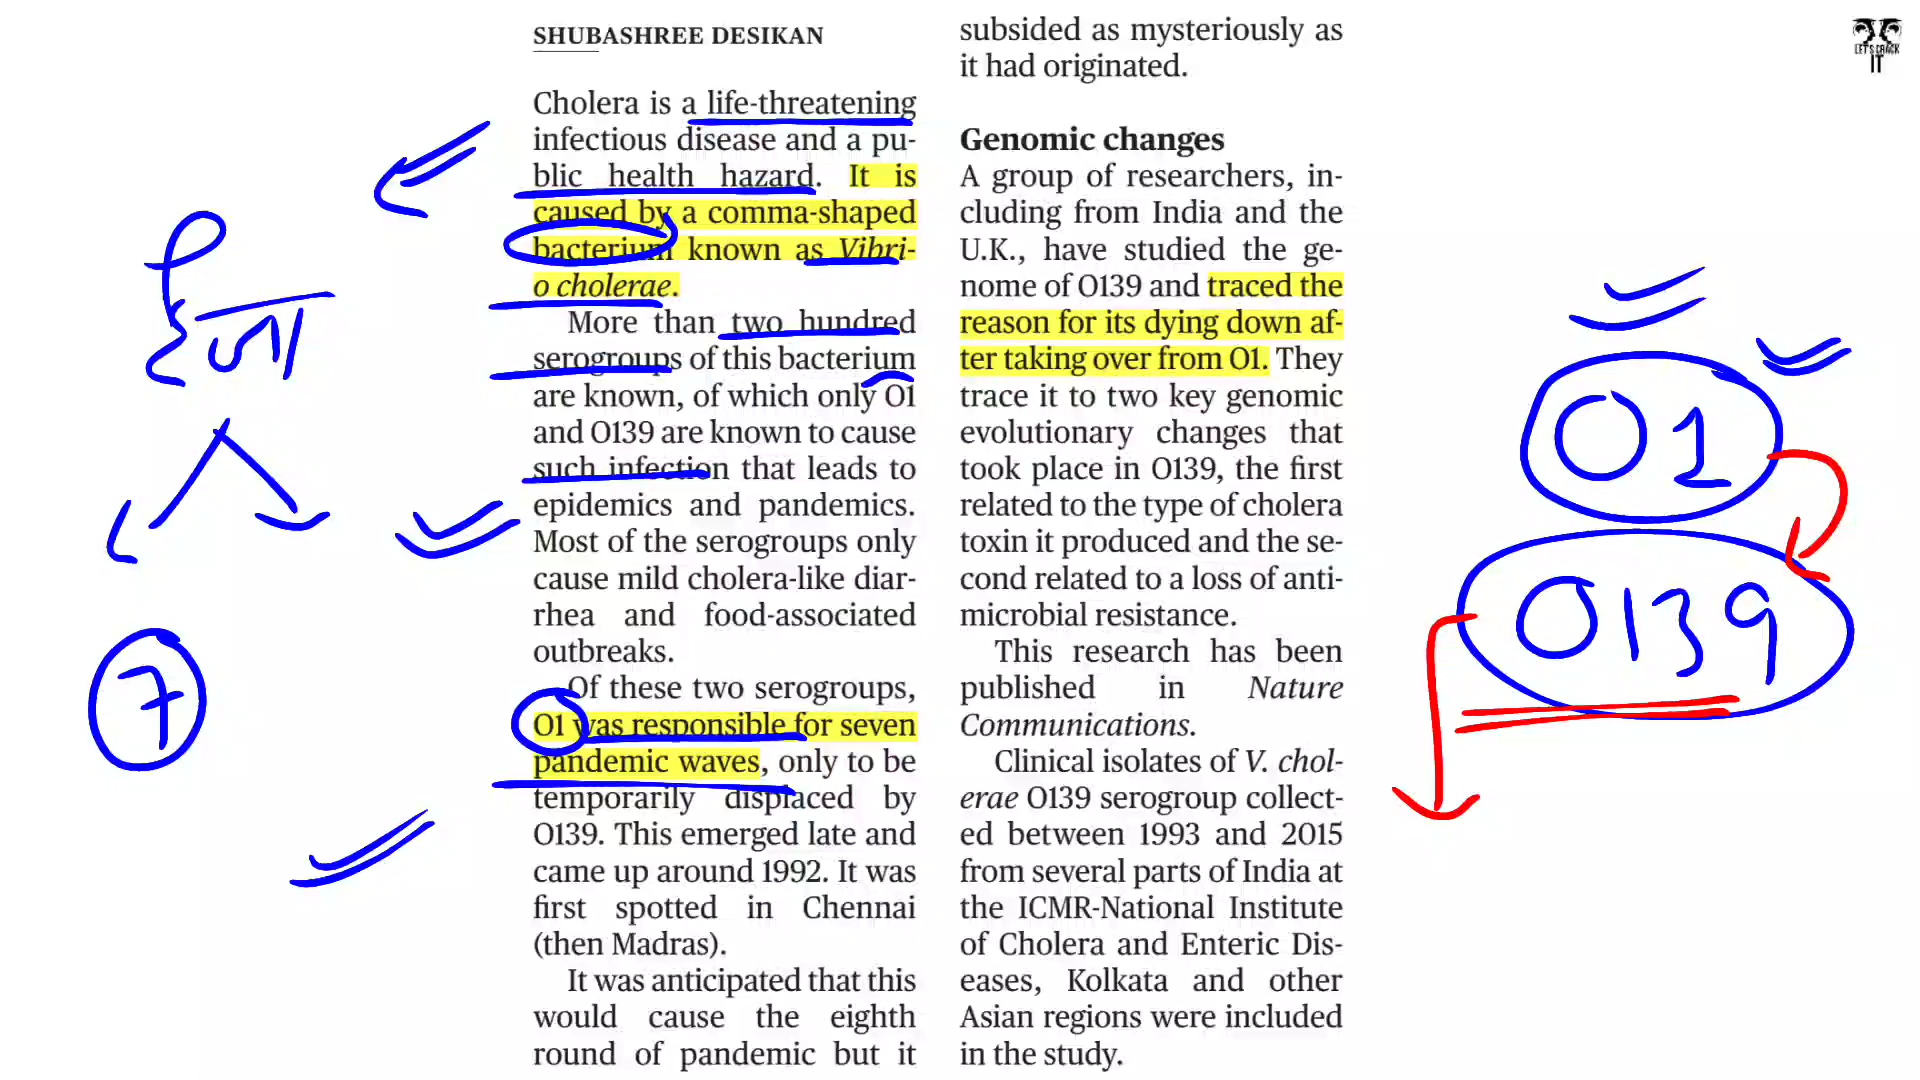 SHUBASHREE DESIKAN
Cholera is a life-threatening
infectious disease and a pu-
blic health hazard. It is
caused by a comma-shaped
bacterium known as Vibri-
o cholerae.
More than two hundred
serogroups of this bacterium
are known, of which only O1
and O139 are known to cause
such infection that leads to
epidemics and pandemics.
Most of the serogroups only
cause mild cholera-like diar-
rhea and food-associated
outbreaks.
Of these two serogroups,
O1 was responsible for seven
pandemic waves, only to be
temporarily displaced by
O139. This emerged late and
came up around 1992. It was
first spotted in Chennai
(then Madras).
It was anticipated that this
would cause the eighth
round of pandemic but it
subsided as mysteriously as
it had originated.
Genomic changes
A group of researchers, in-
cluding from India and the
U.K., have studied the ge-
nome of O139 and traced the
reason for its dying down af-
ter taking over from O1. They
trace it to two key genomic
evolutionary changes that
took place in O139, the first
related to the type of cholera
toxin it produced and the se-
cond related to a loss of anti-
microbial resistance.
This research has been
published in Nature
Communications.
Clinical isolates of V. chol-
erae O139 serogroup collect-
ed between 1993 and 2015
from several parts of India at
the ICMR-National Institute
of Cholera and Enteric Dis-
eases, Kolkata and other
Asian regions were included
in the study.
हैजा
7
O1
O139
LET'S CRACK
IT